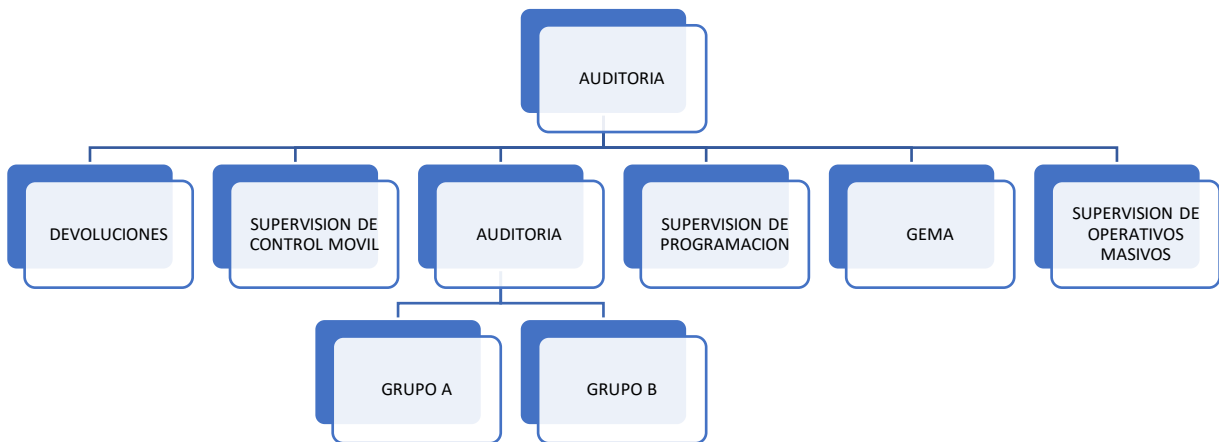 AUDITORIA
DEVOLUCIONES
SUPERVISION DE
CONTROL MOVIL
AUDITORIA
SUPERVISION DE
PROGRAMACION
GEMA
SUPERVISION DE
OPERATIVOS
MASIVOS
GRUPO A
GRUPO B